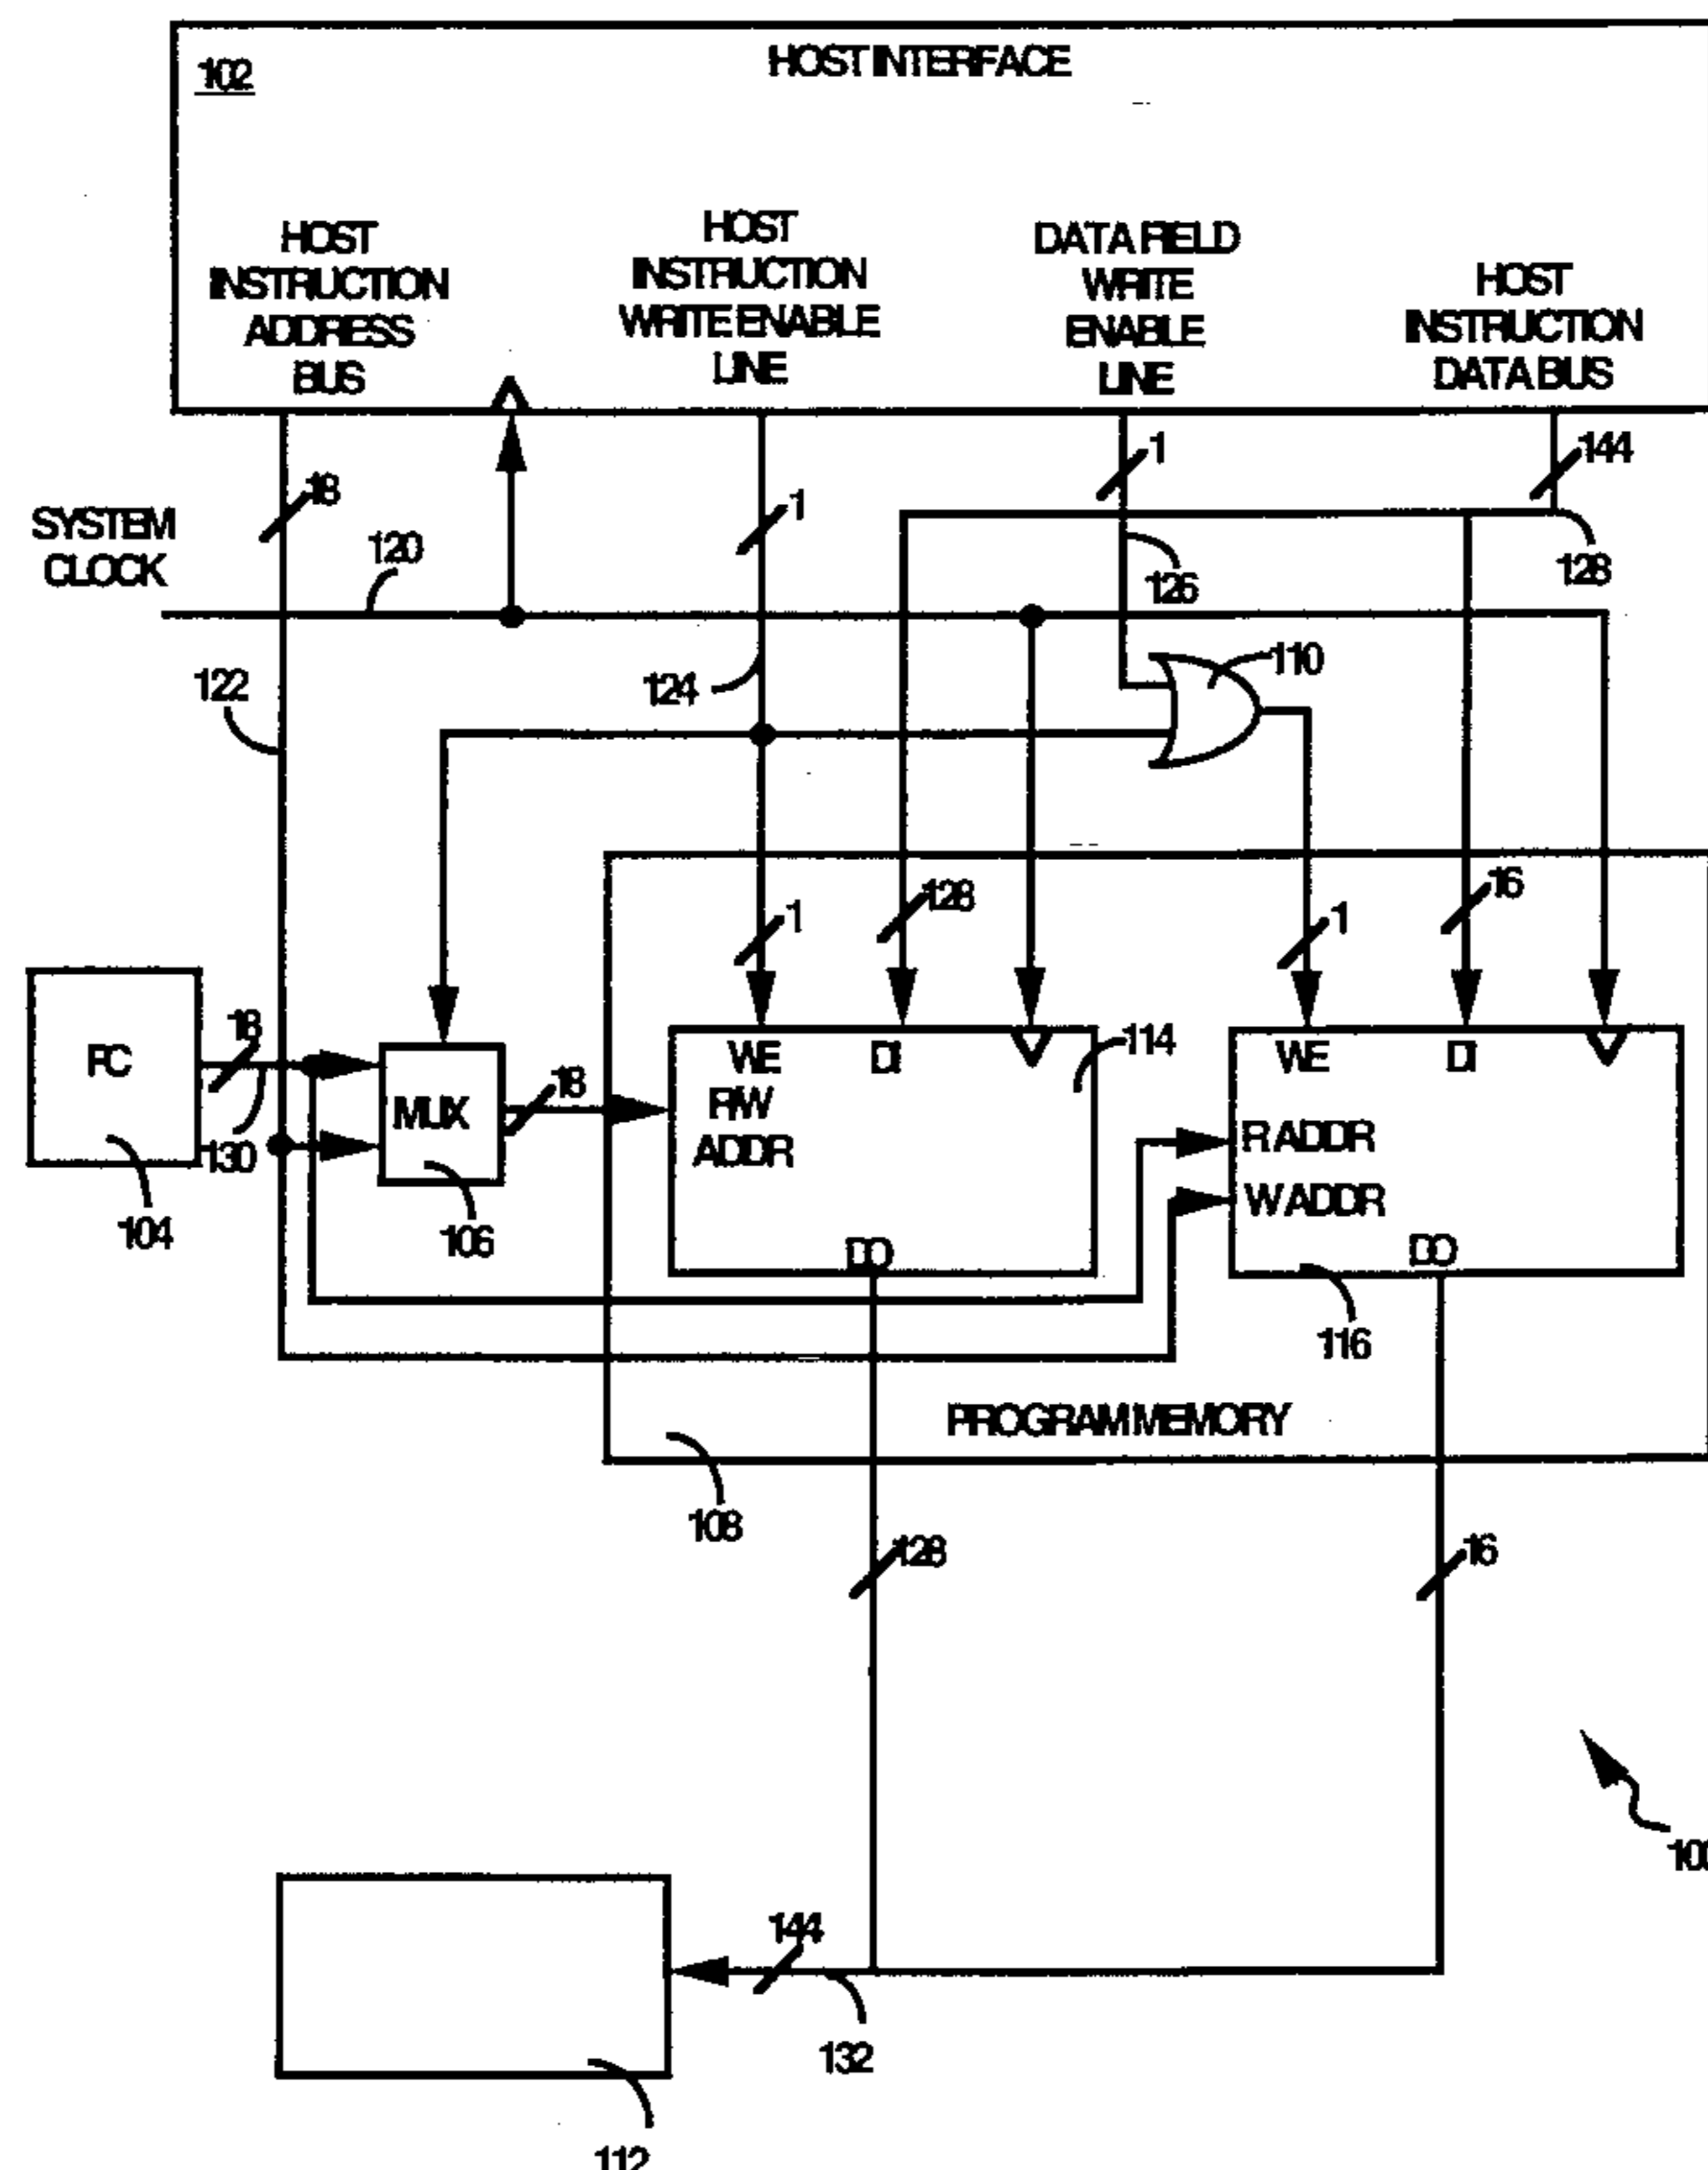 102
HOST INTERFACE
HOST
INSTRUCTION
ADDRESS
BUS
HOST
INSTRUCTION
WRITE ENABLE
LINE
DATA FIELD
WRITE
ENABLE
LINE
HOST
INSTRUCTION
DATA BUS
18
1
1
144
SYSTEM
CLOCK
120
126
128
122
124
110
1
128
1
16
PC
18
130
104
MUX
106
18
WE
DI
R/W
ADDR
DO
114
WE
DI
R ADDR
W ADDR
DO
116
PROGRAM MEMORY
108
128
16
100
144
132
112